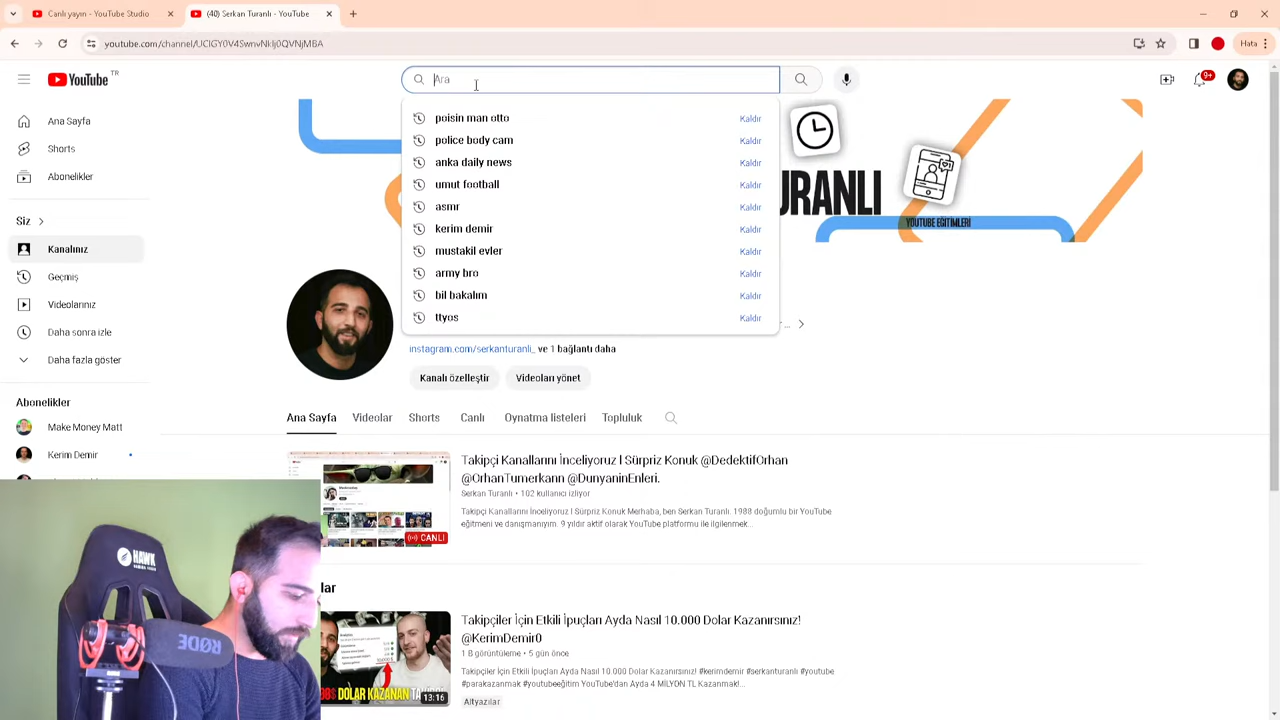 Canlı yayın - YouTube Studio
(40) Serkan Turanlı - YouTube
youtube.com/channel/UClGY0V4SwnvNkIj0QVNjMBA
Hata
YouTube TR
Ara
9+
Ana Sayfa
Shorts
Abonelikler
Siz
Kanalınız
Geçmiş
Videolarınız
Daha sonra izle
Daha fazla göster
Abonelikler
Make Money Matt
Kerim Demir
poisin man otto Kaldır
police body cam Kaldır
anka daily news Kaldır
umut football Kaldır
asmr Kaldır
kerim demir Kaldır
mustakil evler Kaldır
army bro Kaldır
bil bakalım Kaldır
ttyos Kaldır
URANLI
YOUTUBE EĞİTİMLERİ
...
instagram.com/serkanturanli_ ve 1 bağlantı daha
Kanalı özelleştir Videoları yönet
Ana Sayfa Videolar Shorts Canlı Oynatma listeleri Topluluk
Takipçi Kanallarını İnceliyoruz I Sürpriz Konuk @DedektifOrhan
@OrhanTumerkann @DunyaninEnleri.
Serkan Turanlı • 102 kullanıcı izliyor
Takipçi Kanallarını İnceliyoruz I Sürpriz Konuk Merhaba, ben Serkan Turanlı. 1988 doğumlu bir YouTube
eğitmeni ve danışmanıyım. 9 yıldır aktif olarak YouTube platformu ile ilgilenmek...
CANLI
lar
Takipçiler İçin Etkili İpuçları Ayda Nasıl 10.000 Dolar Kazanırsınız!
@KerimDemir0
1 B görüntüleme • 5 gün önce
Takipçiler İçin Etkili İpuçları Ayda Nasıl 10.000 Dolar Kazanırsınız! #kerimdemir #serkanturanlı #youtube
#parakazanmak #youtubeeğitim YouTube'dan Ayda 4 MİLYON TL Kazanmak!...
Altyazılar
00$ DOLAR KAZANAN TA
13:16
HAWK
RØDE